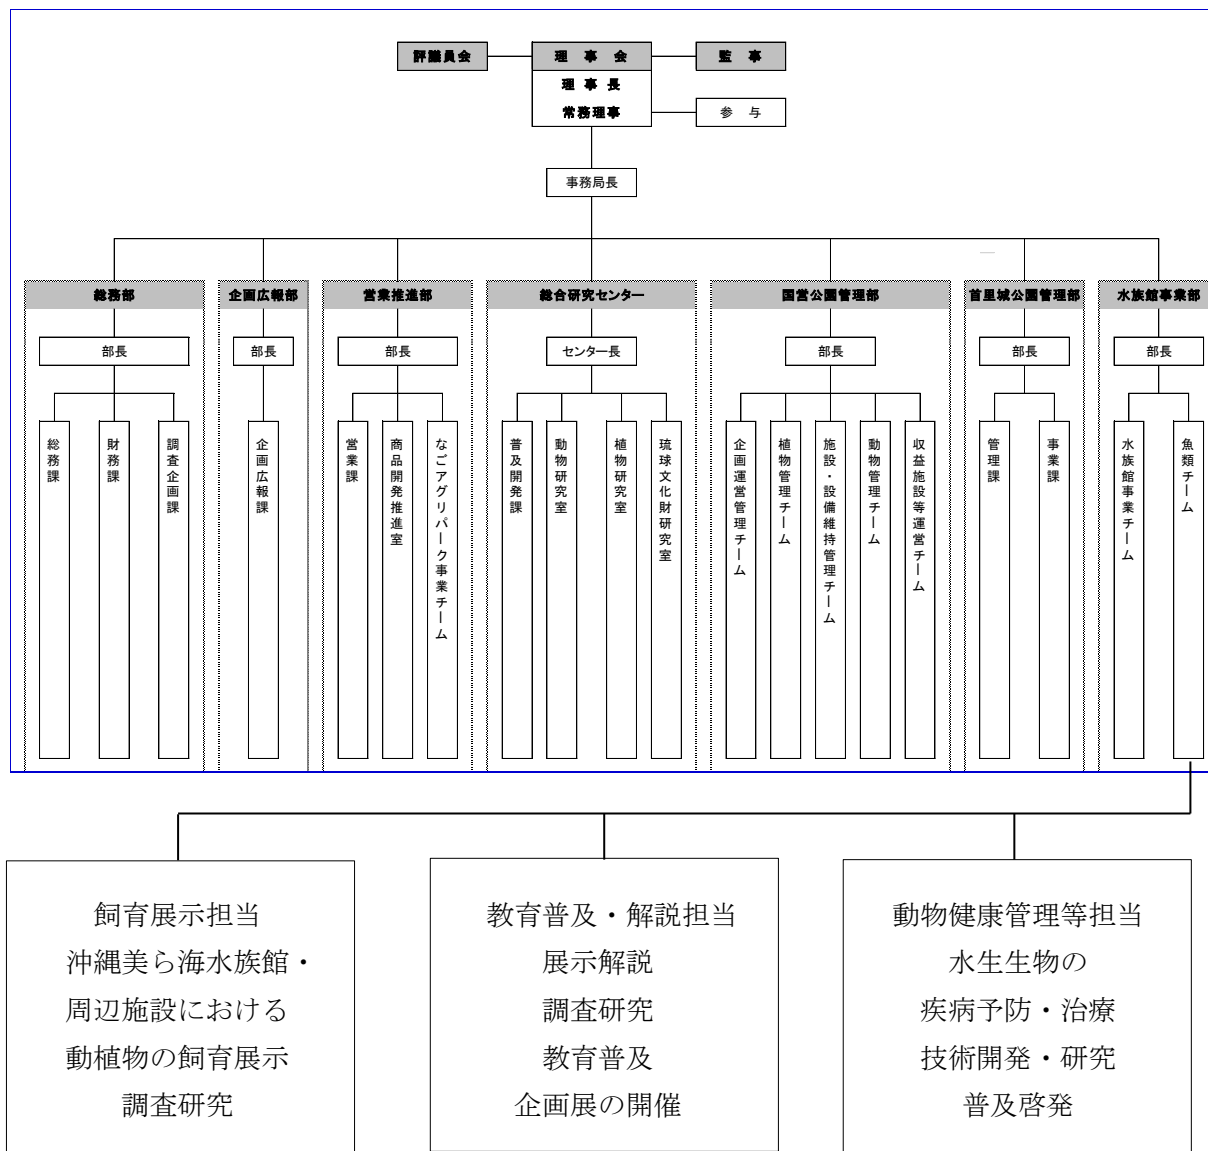 評議員会
理事会
監事
理事長
常務理事
参与
事務局長
総務部
企画広報部
営業推進部
総合研究センター
国営公園管理部
首里城公園管理部
水族館事業部
部長
部長
部長
センター長
部長
部長
部長
総務課
財務課
調査企画課
企画広報課
営業課
商品開発推進室
なごアグリパーク事業チーム
普及開発課
動物研究室
植物研究室
琉球文化財研究室
企画運営管理チーム
植物管理チーム
施設・設備維持管理チーム
動物管理チーム
収益施設等運営チーム
管理課
事業課
水族館事業チーム
魚類チーム
飼育展示担当
沖縄美ら海水族館・
周辺施設における
動植物の飼育展示
調査研究
教育普及・解説担当
展示解説
調査研究
教育普及
企画展の開催
動物健康管理等担当
水生生物の
疾病予防・治療
技術開発・研究
普及啓発